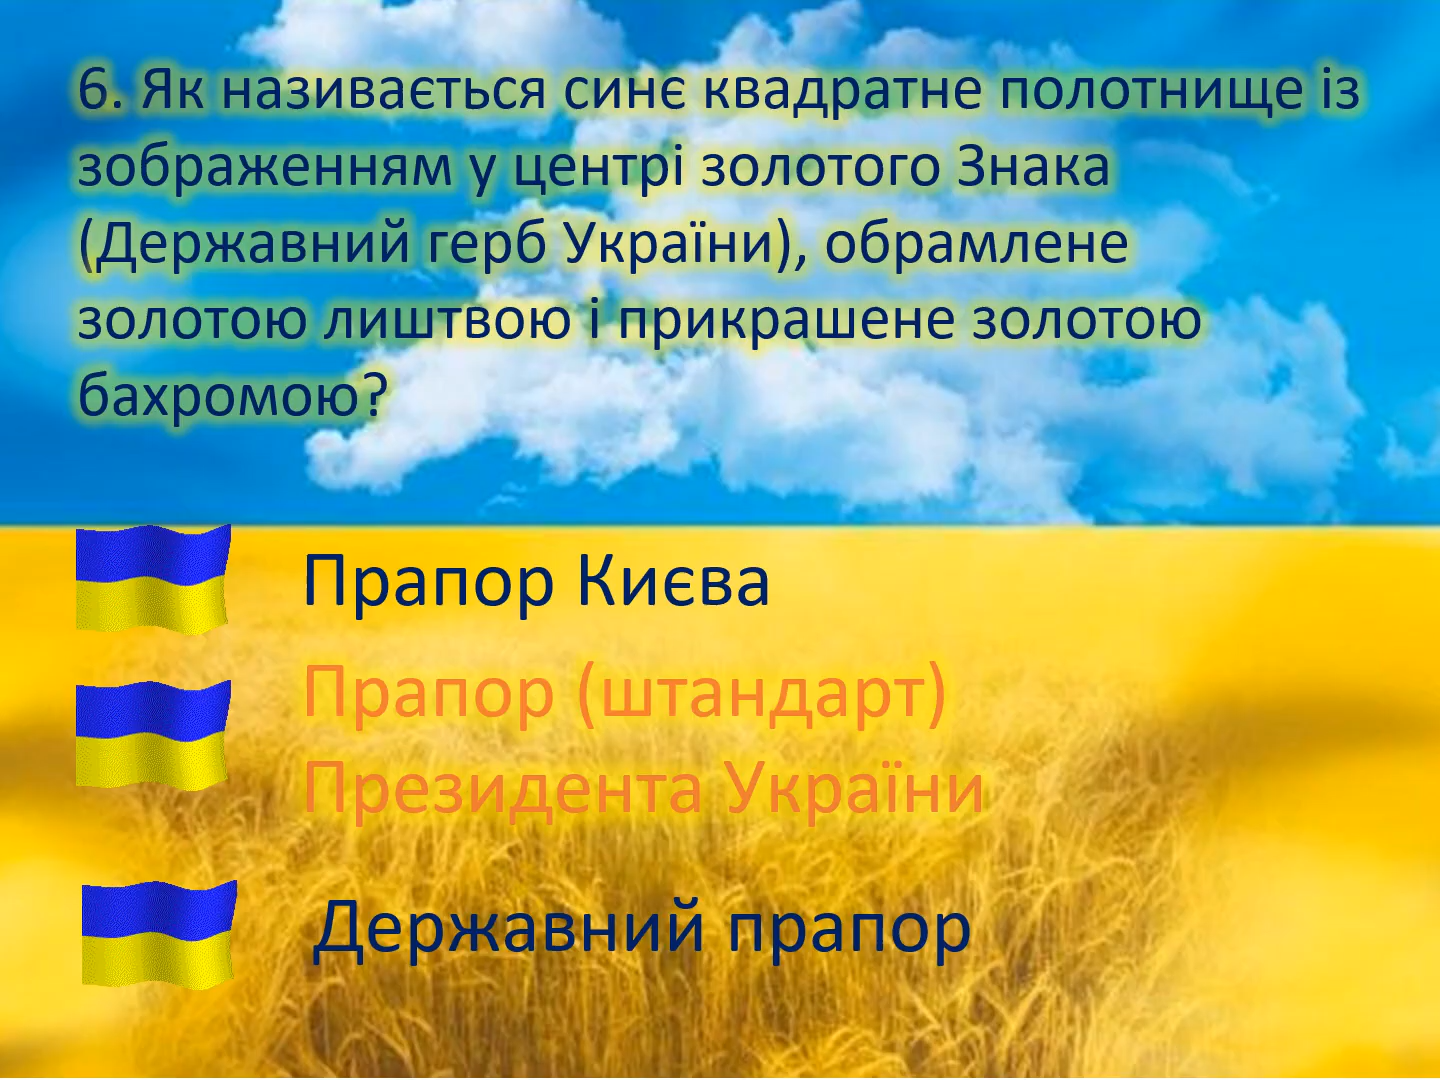 6. Як називається синє квадратне полотнище із
зображенням у центрі золотого Знака
(Державний герб України), обрамлене
золотою лиштвою і прикрашене золотою
бахромою?
Прапор Києва
Прапор (штандарт)
Президента України
Державний прапор